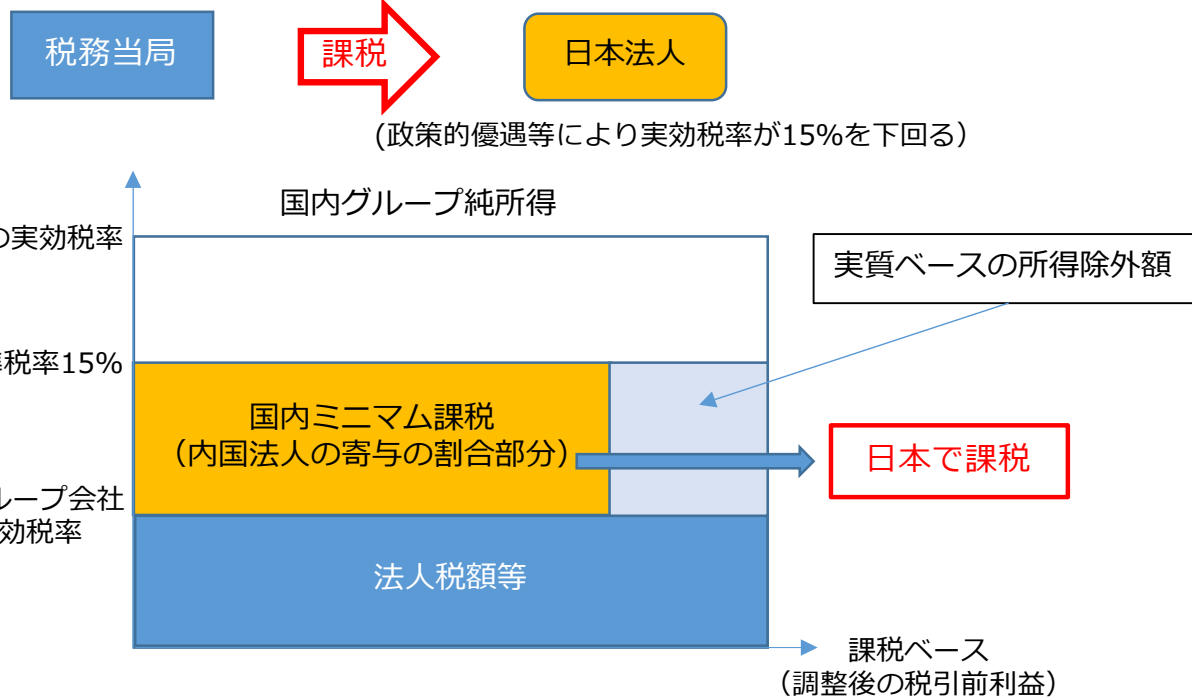 税務当局
課税
日本法人
(政策的優遇等により実効税率が15%を下回る）
国内グループ純所得
の実効税率
実質ベースの所得除外額
税率15%
国内ミニマム課税
（内国法人の寄与の割合部分）
日本で課税
ループ会社
効税率
法人税額等
課税ベース
（調整後の税引前利益）